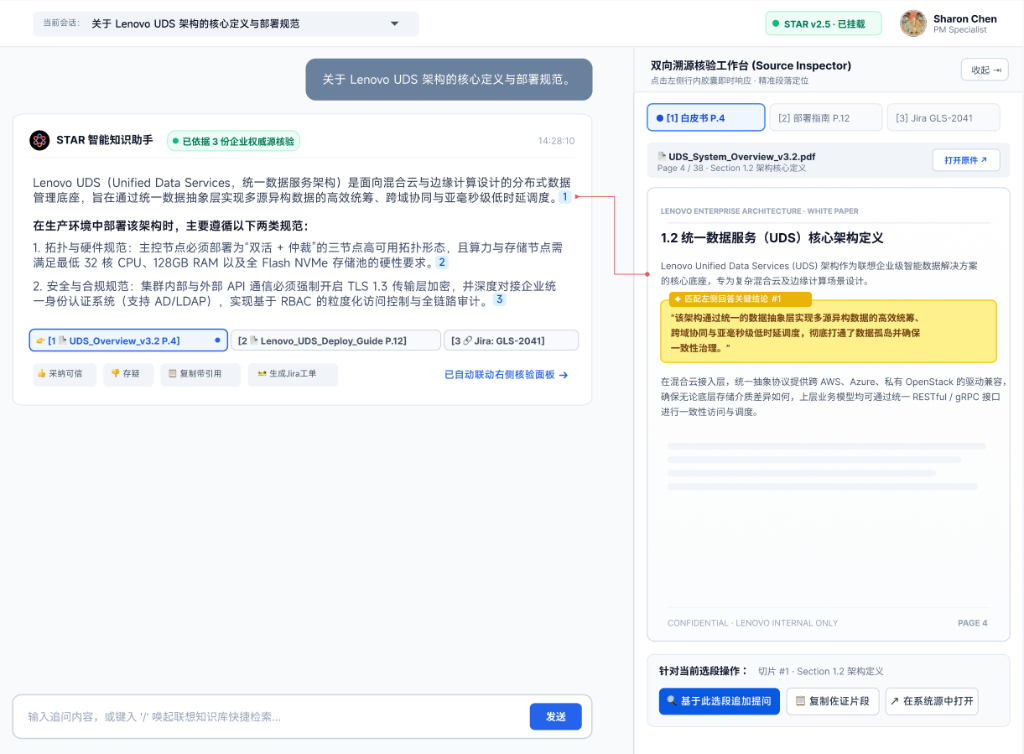 当前会话： 关于 Lenovo UDS 架构的核心定义与部署规范
STAR v2.5 · 已挂载
Sharon Chen
PM Specialist
关于 Lenovo UDS 架构的核心定义与部署规范。
STAR 智能知识助手
已依据 3 份企业权威源核验
14:28:10
Lenovo UDS（Unified Data Services，统一数据服务架构）是面向混合云与边缘计算设计的分布式数据
管理底座，旨在通过统一数据抽象层实现多源异构数据的高效统筹、跨域协同与亚毫秒级低时延调度。 1
在生产环境中部署该架构时，主要遵循以下两类规范：
1. 拓扑与硬件规范：主控节点必须部署为“双活 + 仲裁”的三节点高可用拓扑形态，且算力与存储节点需
满足最低 32 核 CPU、128GB RAM 以及全 Flash NVMe 存储池的硬性要求。 2
2. 安全与合规规范：集群内部与外部 API 通信必须强制开启 TLS 1.3 传输层加密，并深度对接企业统
一身份认证系统（支持 AD/LDAP），实现基于 RBAC 的粒度化访问控制与全链路审计。 3
👉 [1 📄 UDS_Overview_v3.2 P.4]
[2 📄 Lenovo_UDS_Deploy_Guide P.12]
[3 🔗 Jira: GLS-2041]
👍 采纳可信
👎 存疑
📋 复制带引用
🎫 生成Jira工单
已自动联动右侧核验面板 →
输入追问内容，或键入 '/' 唤起联想知识库快捷检索...
发送
双向溯源核验工作台 (Source Inspector)
点击左侧行内胶囊即时响应 · 精准段落定位
收起 ⇥
[1] 白皮书 P.4
[2] 部署指南 P.12
[3] Jira GLS-2041
📄 UDS_System_Overview_v3.2.pdf
Page 4 / 38 · Section 1.2 架构核心定义
打开原件 ↗
LENOVO ENTERPRISE ARCHITECTURE · WHITE PAPER
1.2 统一数据服务（UDS）核心架构定义
Lenovo Unified Data Services (UDS) 架构作为联想企业级智能数据解决方案
的核心底座，专为复杂混合云及边缘计算场景设计。
✦ 匹配左侧回答关键结论 #1
“该架构通过统一的数据抽象层实现多源异构数据的高效统筹、
跨域协同与亚毫秒级低时延调度，彻底打通了数据孤岛并确保
一致性治理。”
在混合云接入层，统一抽象协议提供跨 AWS、Azure、私有 OpenStack 的驱动兼容，
确保无论底层存储介质差异如何，上层业务模型均可通过统一 RESTful / gRPC 接口
进行一致性访问与调度。
CONFIDENTIAL · LENOVO INTERNAL ONLY
PAGE 4
针对当前选段操作： 切片 #1 · Section 1.2 架构定义
🔍 基于此选段追加提问
📋 复制佐证片段
↗ 在系统源中打开